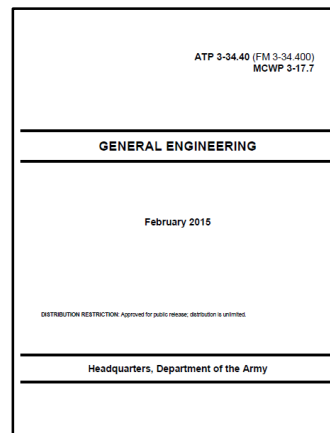 ATP 3-34.40 (FM 3-34.400)
MCWP 3-17.7
GENERAL ENGINEERING
February 2015
DISTRIBUTION RESTRICTION: Approved for public release; distribution is unlimited.
Headquarters, Department of the Army